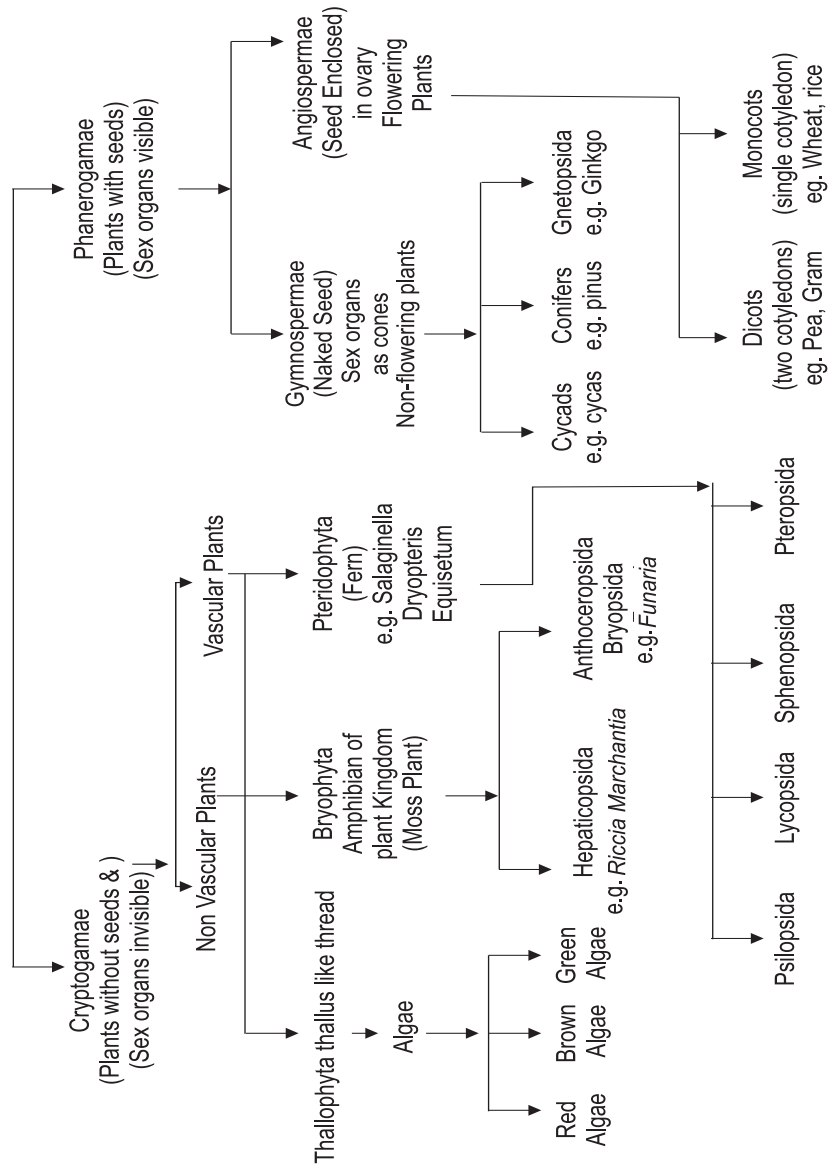 Cryptogamae
(Plants without seeds & )
(Sex organs invisible)
Phanerogamae
(Plants with seeds)
(Sex organs visible)
Non Vascular Plants
Vascular Plants
Thallophyta thallus like thread
Algae
Red
Algae
Brown
Algae
Green
Algae
Bryophyta
Amphibian of
plant Kingdom
(Moss Plant)
Hepaticopsida
e.g. Riccia Marchantia
Anthoceropsida
Bryopsida
e.g. Funaria
Pteridophyta
(Fern)
e.g. Salaginella
Dryopteris
Equisetum
Psilopsida
Lycopsida
Sphenopsida
Pteropsida
Gymnospermae
(Naked Seed)
Sex organs
as cones
Non-flowering plants
Cycads
e.g. cycas
Conifers
e.g. pinus
Gnetopsida
e.g. Ginkgo
Angiospermae
(Seed Enclosed)
in ovary
Flowering
Plants
Dicots
(two cotyledons)
eg. Pea, Gram
Monocots
(single cotyledon)
eg. Wheat, rice